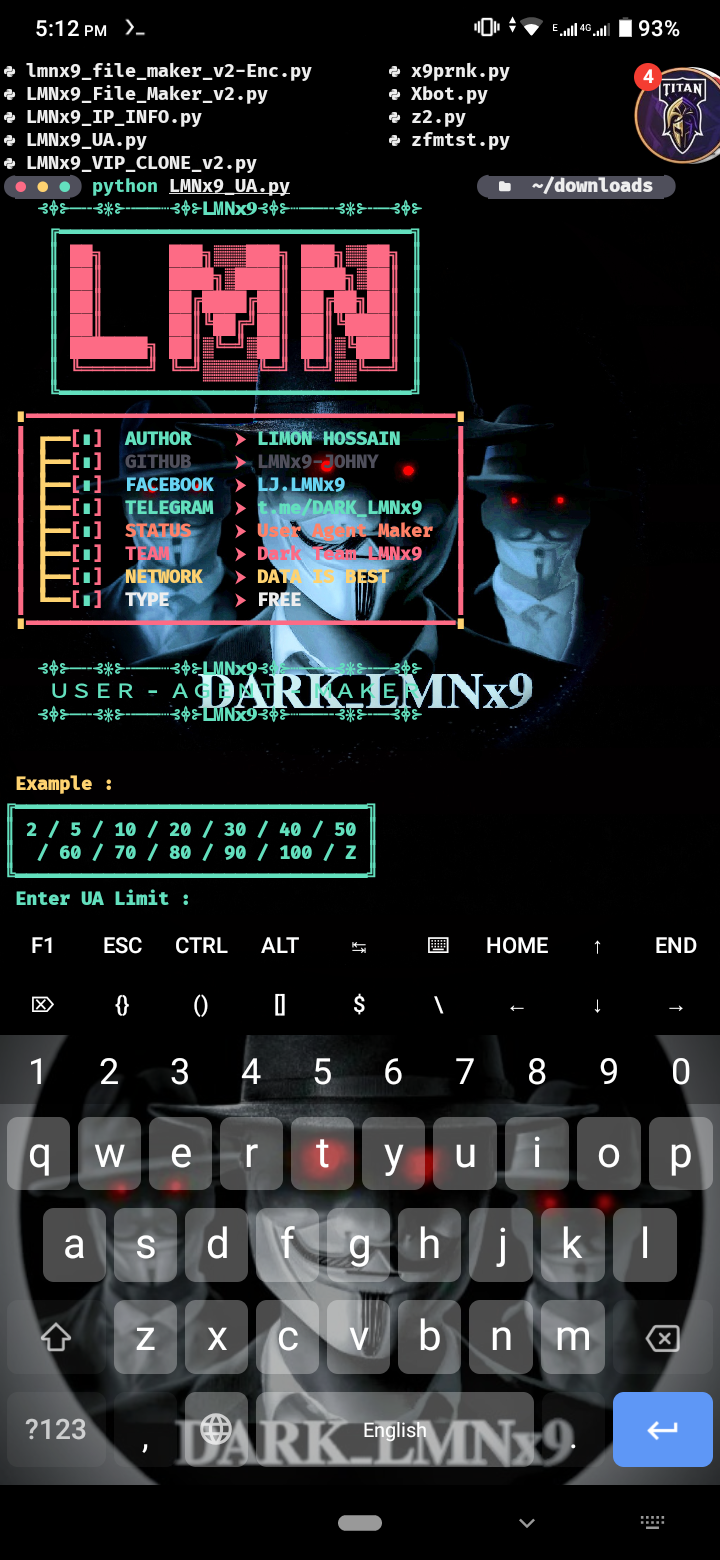 5:12 PM E 4G 93%
lmnx9_file_maker_v2-Enc.py x9prnk.py
LMNx9_File_Maker_v2.py Xbot.py
LMNx9_IP_INFO.py z2.py
LMNx9_UA.py zfmtst.py
LMNx9_VIP_CLONE_v2.py
4
TITAN
python LMNx9_UA.py ~/downloads
LMNx9
LMN
[∎] AUTHOR ➤ LIMON HOSSAIN
[∎] GITHUB ➤ LMNx9-JOHNY
[∎] FACEBOOK ➤ LJ.LMNx9
[∎] TELEGRAM ➤ t.me/DARK_LMNx9
[∎] STATUS ➤ User Agent Maker
[∎] TEAM ➤ Dark Team LMNx9
[∎] NETWORK ➤ DATA IS BEST
[∎] TYPE ➤ FREE
LMNx9
USER - AGENT - MAKER
DARK_LMNx9
LMNx9
Example :
2 / 5 / 10 / 20 / 30 / 40 / 50
/ 60 / 70 / 80 / 90 / 100 / Z
Enter UA Limit :
F1 ESC CTRL ALT ↹ HOME ↑ END
⌦ {} () [] $ \ ← ↓ →
1 2 3 4 5 6 7 8 9 0
q w e r t y u i o p
a s d f g h j k l
z x c v b n m
?123 , English .
DARK_LMNx9